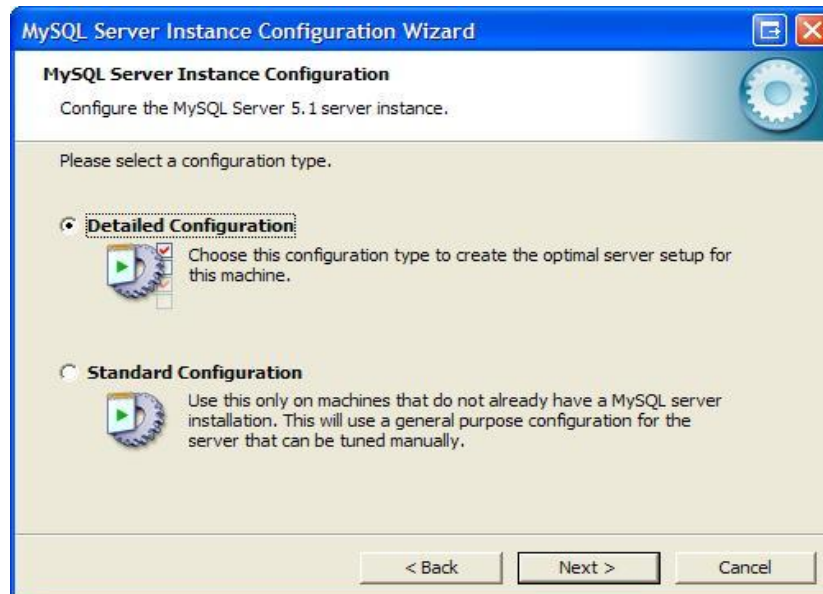 MySQL Server Instance Configuration Wizard
MySQL Server Instance Configuration
Configure the MySQL Server 5.1 server instance.
Please select a configuration type.
Detailed Configuration
Choose this configuration type to create the optimal server setup for
this machine.
Standard Configuration
Use this only on machines that do not already have a MySQL server
installation. This will use a general purpose configuration for the
server that can be tuned manually.
< Back Next > Cancel